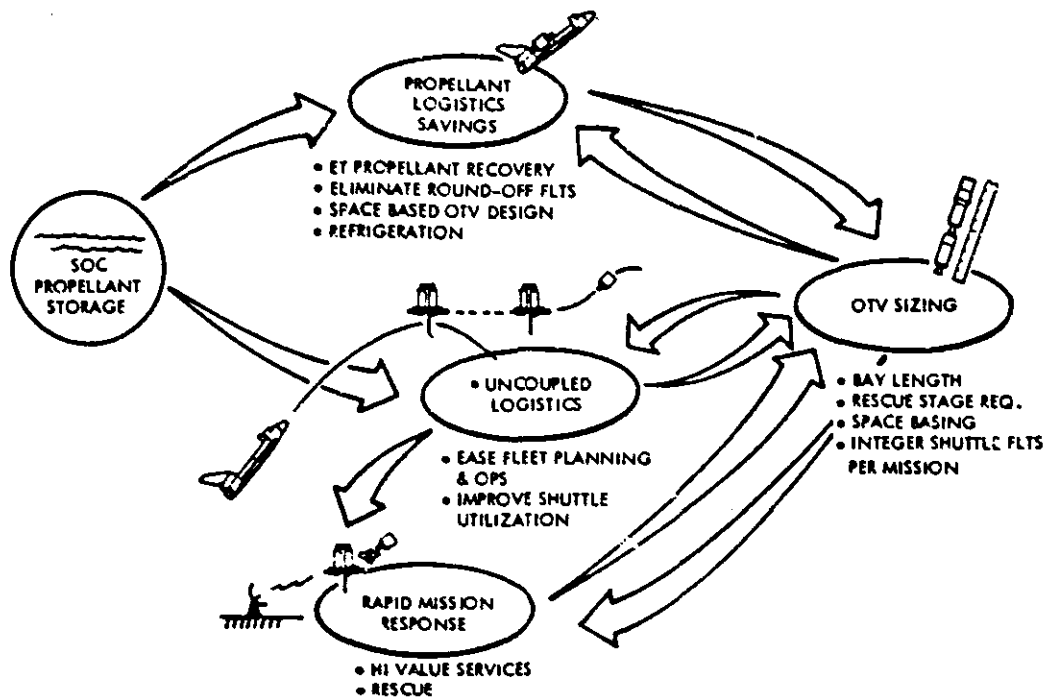 PROPELLANT
LOGISTICS
SAVINGS
• ET PROPELLANT RECOVERY
• ELIMINATE ROUND-OFF FLTS
• SPACE BASED OTV DESIGN
• REFRIGERATION
SOC
PROPELLANT
STORAGE
OTV SIZING
• BAY LENGTH
• RESCUE STAGE REQ.
• SPACE BASING
• INTEGER SHUTTLE FLTS
PER MISSION
• UNCOUPLED
LOGISTICS
• EASE FLEET PLANNING
& OPS
• IMPROVE SHUTTLE
UTILIZATION
RAPID MISSION
RESPONSE
• HI VALUE SERVICES
• RESCUE